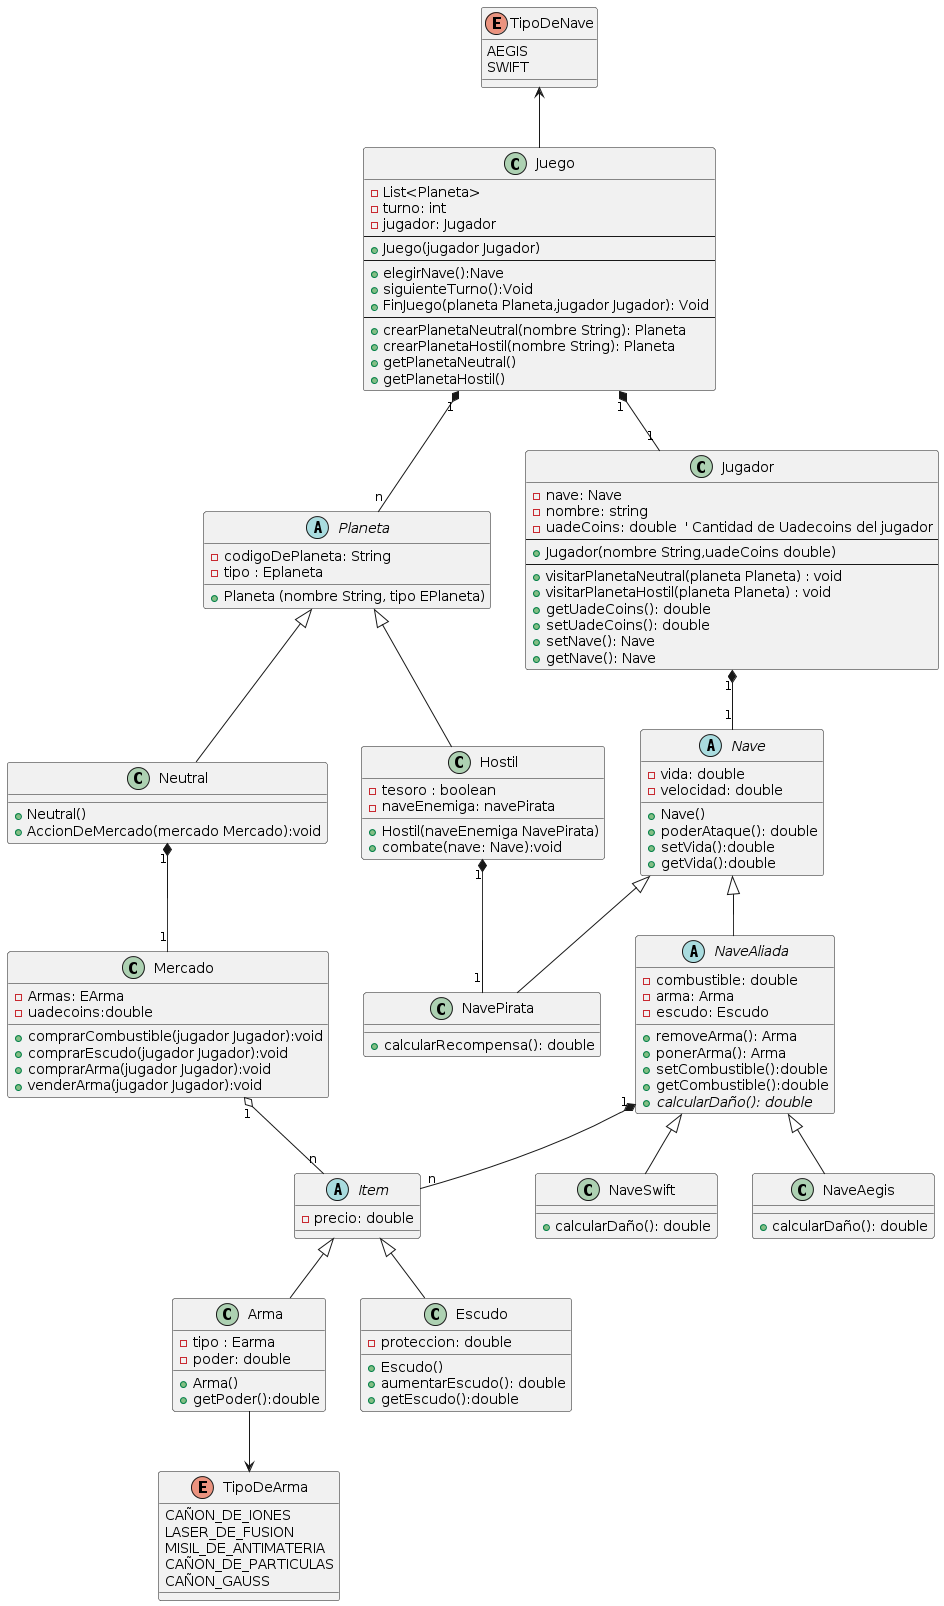 E TipoDeNave
AEGIS
SWIFT
C Juego
List<Planeta>
turno: int
jugador: Jugador
Juego(jugador Jugador)
elegirNave():Nave
siguienteTurno():Void
FinJuego(planeta Planeta,jugador Jugador): Void
crearPlanetaNeutral(nombre String): Planeta
crearPlanetaHostil(nombre String): Planeta
getPlanetaNeutral()
getPlanetaHostil()
1
1
n
1
A Planeta
codigoDePlaneta: String
tipo : Eplaneta
Planeta (nombre String, tipo EPlaneta)
C Jugador
nave: Nave
nombre: string
uadeCoins: double ' Cantidad de Uadecoins del jugador
Jugador(nombre String,uadeCoins double)
visitarPlanetaNeutral(planeta Planeta) : void
visitarPlanetaHostil(planeta Planeta) : void
getUadeCoins(): double
setUadeCoins(): double
setNave(): Nave
getNave(): Nave
1
1
C Neutral
Neutral()
AccionDeMercado(mercado Mercado):void
C Hostil
tesoro : boolean
naveEnemiga: navePirata
Hostil(naveEnemiga NavePirata)
combate(nave: Nave):void
A Nave
vida: double
velocidad: double
Nave()
poderAtaque(): double
setVida():double
getVida():double
1
1
1
1
C Mercado
Armas: EArma
uadecoins:double
comprarCombustible(jugador Jugador):void
comprarEscudo(jugador Jugador):void
comprarArma(jugador Jugador):void
venderArma(jugador Jugador):void
C NavePirata
calcularRecompensa(): double
A NaveAliada
combustible: double
arma: Arma
escudo: Escudo
removeArma(): Arma
ponerArma(): Arma
setCombustible():double
getCombustible():double
calcularDaño(): double
1
1
n
n
A Item
precio: double
C NaveSwift
calcularDaño(): double
C NaveAegis
calcularDaño(): double
C Arma
tipo : Earma
poder: double
Arma()
getPoder():double
C Escudo
proteccion: double
Escudo()
aumentarEscudo(): double
getEscudo():double
E TipoDeArma
CAÑON_DE_IONES
LASER_DE_FUSION
MISIL_DE_ANTIMATERIA
CAÑON_DE_PARTICULAS
CAÑON_GAUSS